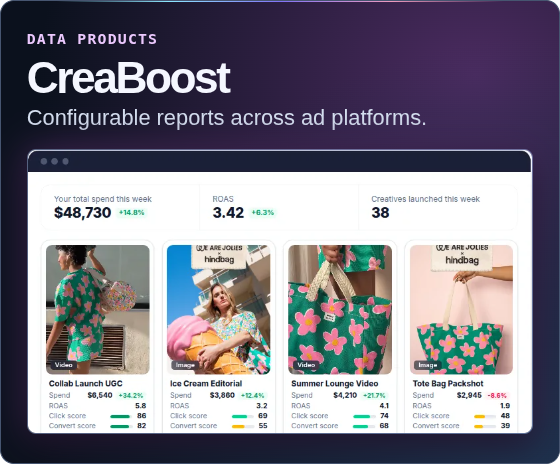 DATA PRODUCTS
CreaBoost
Configurable reports across ad platforms.
Your total spend this week
$48,730 +14.8%
ROAS
3.42 +6.3%
Creatives launched this week
38
Video
Collab Launch UGC
Spend $6,540 +34.2%
ROAS 5.8
Click score 86
Convert score 82
WE ARE JOLIES
×
hindbag
Image
Ice Cream Editorial
Spend $3,860 +12.4%
ROAS 3.2
Click score 69
Convert score 55
Video
Summer Lounge Video
Spend $4,210 +21.7%
ROAS 4.1
Click score 74
Convert score 68
WE ARE JOLIES
×
hindbag
Image
Tote Bag Packshot
Spend $2,945 -8.6%
ROAS 1.9
Click score 48
Convert score 39